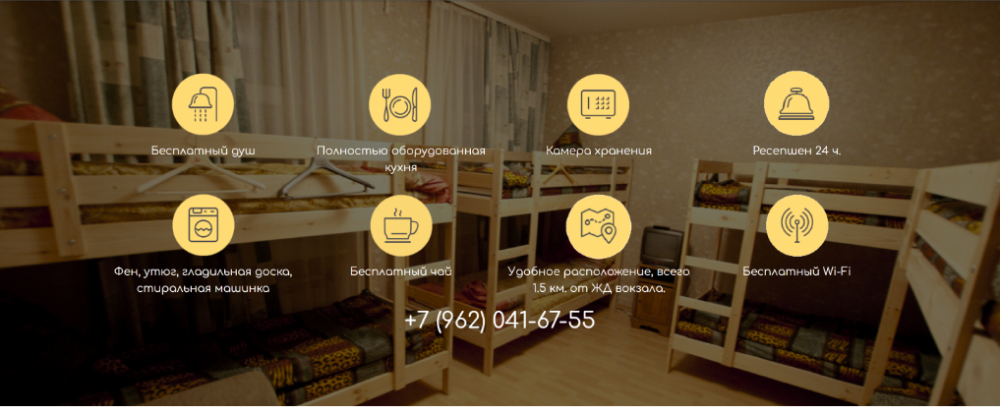 Бесплатный душ
Полностью оборудованная
кухня
Камера хранения
Ресепшен 24 ч.
Фен, утюг, гладильная доска,
стиральная машинка
Бесплатный чай
Удобное расположение, всего
1.5 км. от ЖД вокзала.
Бесплатный Wi-Fi
+7 (962) 041-67-55